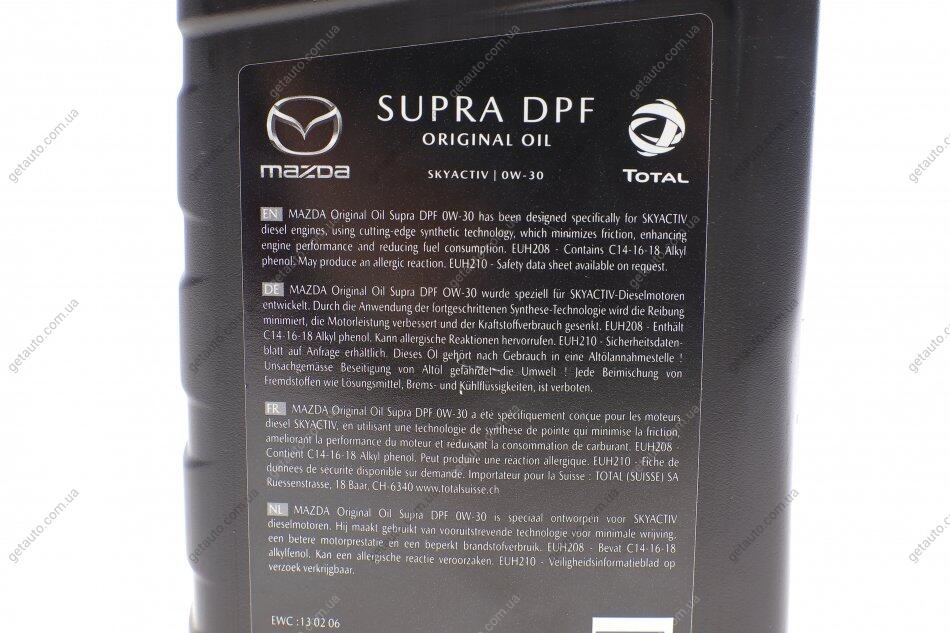 SUPRA DPF
ORIGINAL OIL
SKYACTIV | 0W-30
mazda
TOTAL
EN MAZDA Original Oil Supra DPF 0W-30 has been designed specifically for SKYACTIV
diesel engines, using cutting-edge synthetic technology, which minimizes friction, enhancing
engine performance and reducing fuel consumption. EUH208 - Contains C14-16-18 Alkyl
phenol. May produce an allergic reaction. EUH210 - Safety data sheet available on request.
DE MAZDA Original Oil Supra DPF 0W-30 wurde speziell für SKYACTIV-Dieselmotoren
entwickelt. Durch die Anwendung der fortgeschrittenen Synthese-Technologie wird die Reibung
minimiert, die Motorleistung verbessert und der Kraftstoffverbrauch gesenkt. EUH208 - Enthält
C14-16-18 Alkyl phenol. Kann allergische Reaktionen hervorrufen. EUH210 - Sicherheitsdaten-
blatt auf Anfrage erhältlich. Dieses Öl gehört nach Gebrauch in eine Altölannahmestelle !
Unsachgemässe Beseitigung von Altöl gefährdet die Umwelt ! Jede Beimischung von
Fremdstoffen wie Lösungsmittel, Brems- und Kühlflüssigkeiten, ist verboten.
FR MAZDA Original Oil Supra DPF 0W-30 a été spécifiquement conçue pour les moteurs
diesel SKYACTIV, en utilisant une technologie de synthèse de pointe qui minimise la friction,
améliorant la performance du moteur et réduisant la consommation de carburant. EUH208 -
Contient C14-16-18 Alkyl phenol. Peut produire une réaction allergique. EUH210 - Fiche de
données de sécurité disponible sur demande. Importateur pour la Suisse : TOTAL (SUISSE) SA
Ruessenstrasse, 18 Baar, CH-6340 www.totalsuisse.ch
NL MAZDA Original Oil Supra DPF 0W-30 is speciaal ontworpen voor SKYACTIV
dieselmotoren. Hij maakt gebruikt van vooruitstrevende technologie voor minimale wrijving,
een betere motorprestatie en een beperkt brandstofverbruik. EUH208 - Bevat C14-16-18
alkylfenol. Kan een allergische reactie veroorzaken. EUH210 - Veiligheidsinformatieblad op
verzoek verkrijgbaar.
EWC :13 02 06
getauto.com.ua